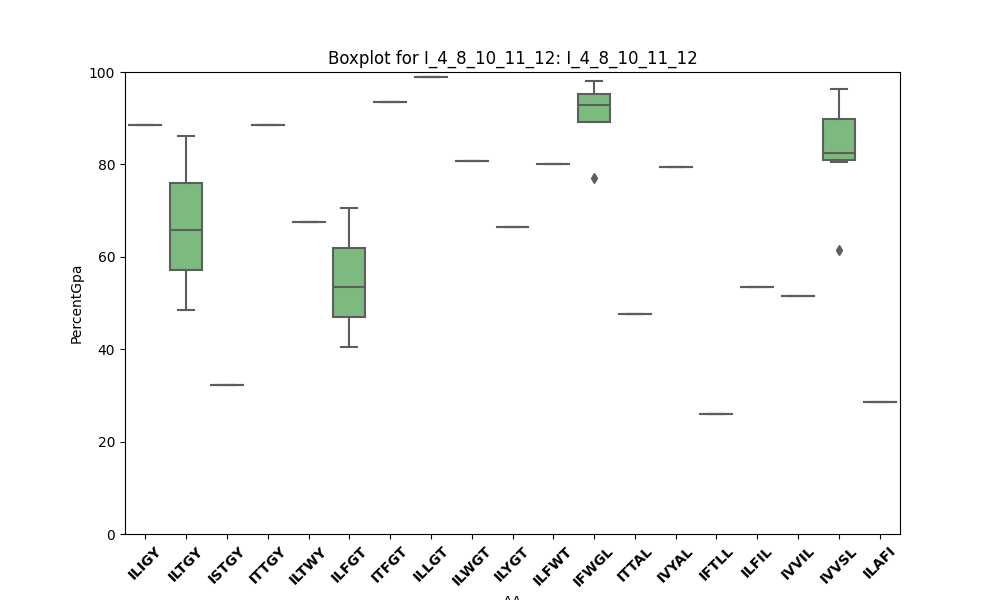 Boxplot for I_4_8_10_11_12: I_4_8_10_11_12
100
80
60
40
20
0
PercentGpa
ILIGY ILTGY ISTGY ITTGY ILTWY ILFGT ITFGT ILLGT ILWGT ILYGT ILFWT IFWGL ITTAL IVYAL IFTLL ILFIL IVVIL IVVSL ILAFI